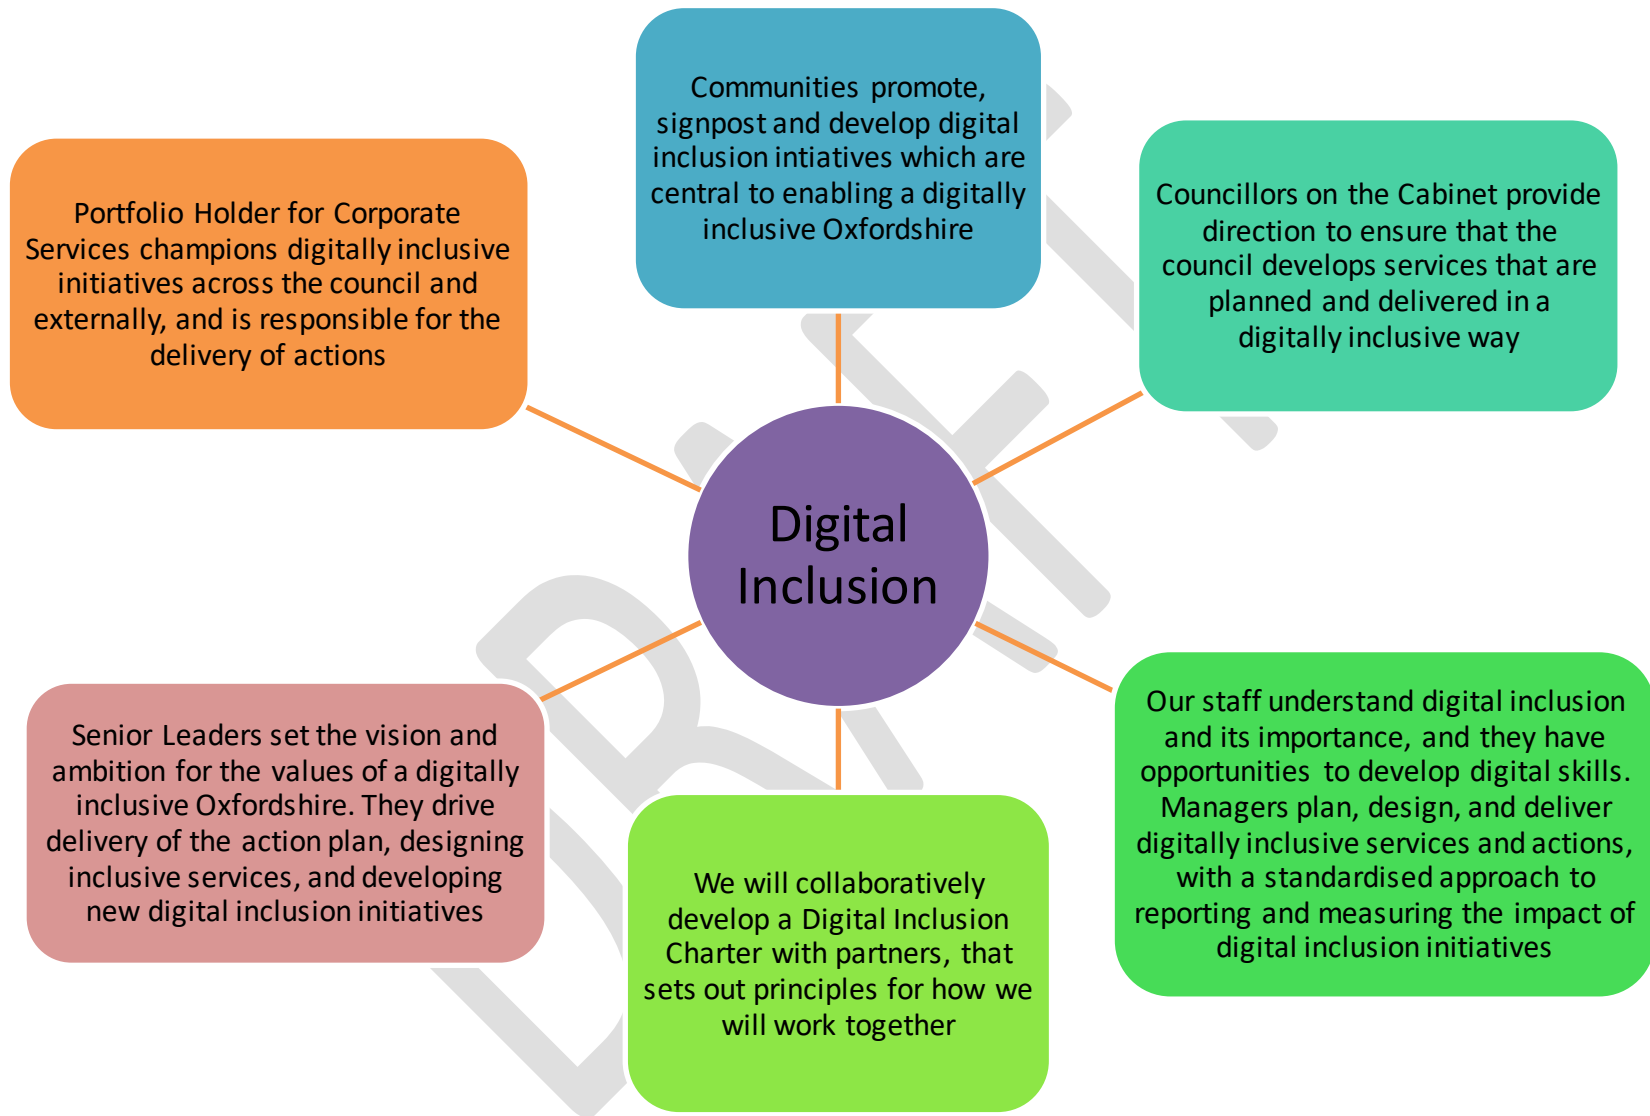 Communities promote,
signpost and develop digital
inclusion intiatives which are
central to enabling a digitally
inclusive Oxfordshire
Councillors on the Cabinet provide
direction to ensure that the
council develops services that are
planned and delivered in a
digitally inclusive way
Our staff understand digital inclusion
and its importance, and they have
opportunities to develop digital skills.
Managers plan, design, and deliver
digitally inclusive services and actions,
with a standardised approach to
reporting and measuring the impact of
digital inclusion initiatives
We will collaboratively
develop a Digital Inclusion
Charter with partners, that
sets out principles for how we
will work together
Senior Leaders set the vision and
ambition for the values of a digitally
inclusive Oxfordshire. They drive
delivery of the action plan, designing
inclusive services, and developing
new digital inclusion initiatives
Portfolio Holder for Corporate
Services champions digitally inclusive
initiatives across the council and
externally, and is responsible for the
delivery of actions
Digital
Inclusion
DRAFT